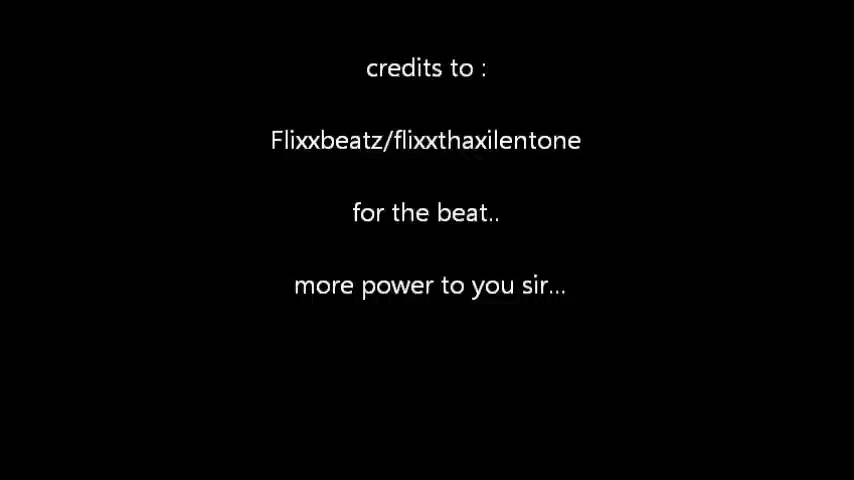 credits to :
Flixxbeatz/flixxthaxilentone
for the beat..
more power to you sir...